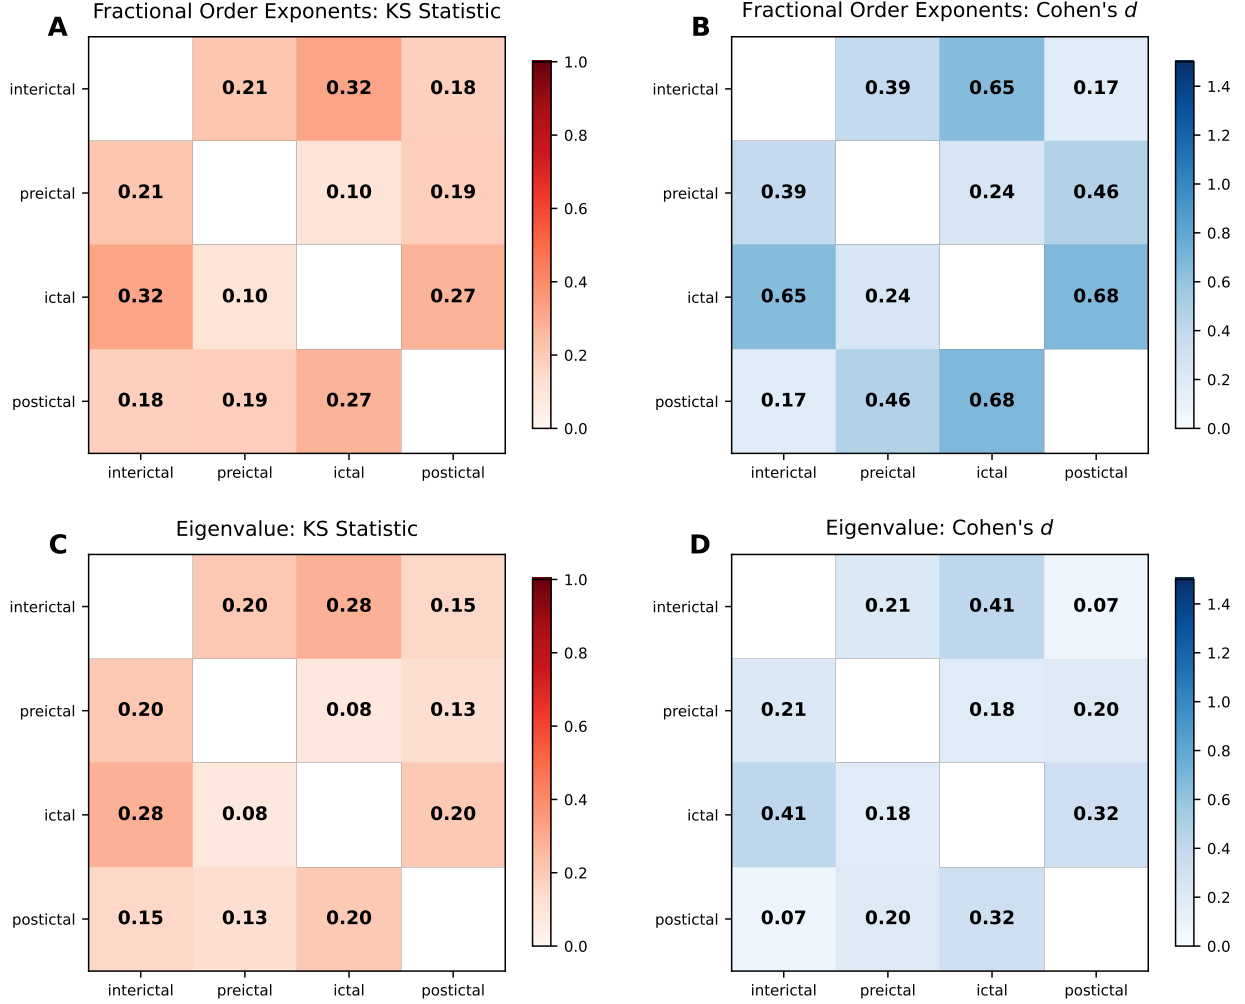 A
Fractional Order Exponents: KS Statistic
interictal
0.21 0.32 0.18
preictal
0.21 0.10 0.19
ictal
0.32 0.10 0.27
postictal
0.18 0.19 0.27
interictal preictal ictal postictal
1.0
0.8
0.6
0.4
0.2
0.0
B
Fractional Order Exponents: Cohen's d
interictal
0.39 0.65 0.17
preictal
0.39 0.24 0.46
ictal
0.65 0.24 0.68
postictal
0.17 0.46 0.68
interictal preictal ictal postictal
1.4
1.2
1.0
0.8
0.6
0.4
0.2
0.0
C
Eigenvalue: KS Statistic
interictal
0.20 0.28 0.15
preictal
0.20 0.08 0.13
ictal
0.28 0.08 0.20
postictal
0.15 0.13 0.20
interictal preictal ictal postictal
1.0
0.8
0.6
0.4
0.2
0.0
D
Eigenvalue: Cohen's d
interictal
0.21 0.41 0.07
preictal
0.21 0.18 0.20
ictal
0.41 0.18 0.32
postictal
0.07 0.20 0.32
interictal preictal ictal postictal
1.4
1.2
1.0
0.8
0.6
0.4
0.2
0.0